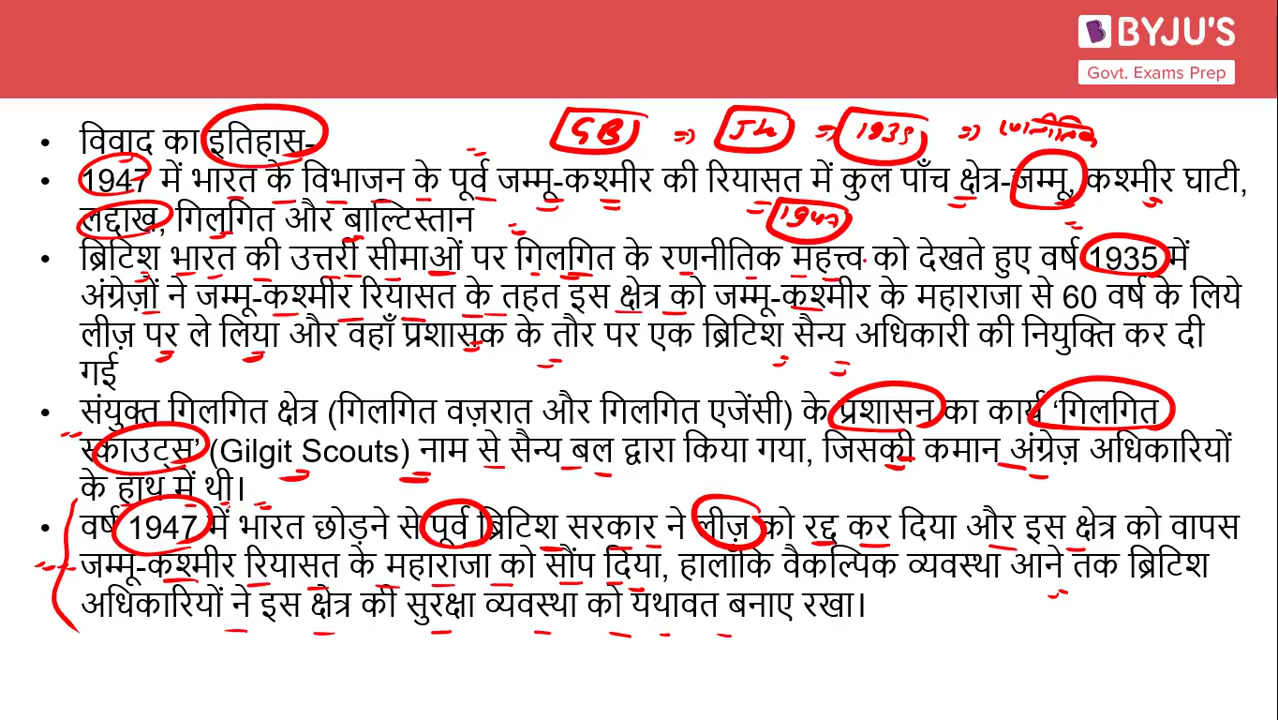 BYJU'S
Govt. Exams Prep
GB ⇒ J&K ⇒ 1935 ⇒
• विवाद का इतिहास-
• 1947 में भारत के विभाजन के पूर्व जम्मू-कश्मीर की रियासत में कुल पाँच क्षेत्र-जम्मू, कश्मीर घाटी,
लद्दाख, गिलगित और बाल्टिस्तान
1947
• ब्रिटिश भारत की उत्तरी सीमाओं पर गिलगित के रणनीतिक महत्त्व को देखते हुए वर्ष 1935 में
अंग्रेज़ों ने जम्मू-कश्मीर रियासत के तहत इस क्षेत्र को जम्मू-कश्मीर के महाराजा से 60 वर्ष के लिये
लीज़ पर ले लिया और वहाँ प्रशासक के तौर पर एक ब्रिटिश सैन्य अधिकारी की नियुक्ति कर दी
गई
• संयुक्त गिलगित क्षेत्र (गिलगित वज़रात और गिलगित एजेंसी) के प्रशासन का कार्य ‘गिलगित
स्काउट्स’ (Gilgit Scouts) नाम से सैन्य बल द्वारा किया गया, जिसकी कमान अंग्रेज़ अधिकारियों
के हाथ में थी।
• वर्ष 1947 में भारत छोड़ने से पूर्व ब्रिटिश सरकार ने लीज़ को रद्द कर दिया और इस क्षेत्र को वापस
जम्मू-कश्मीर रियासत के महाराजा को सौंप दिया, हालाँकि वैकल्पिक व्यवस्था आने तक ब्रिटिश
अधिकारियों ने इस क्षेत्र की सुरक्षा व्यवस्था को यथावत बनाए रखा।